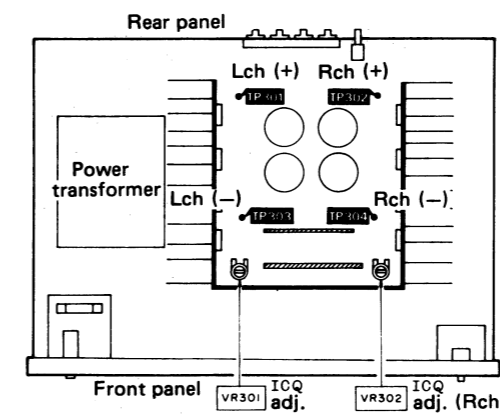 Rear panel
Lch (+) Rch (+)
TP301 TP302
Power
transformer
Lch (−) Rch (−)
TP303 TP304
Front panel
VR301 ICQ
adj.
VR302 ICQ
adj. (Rch